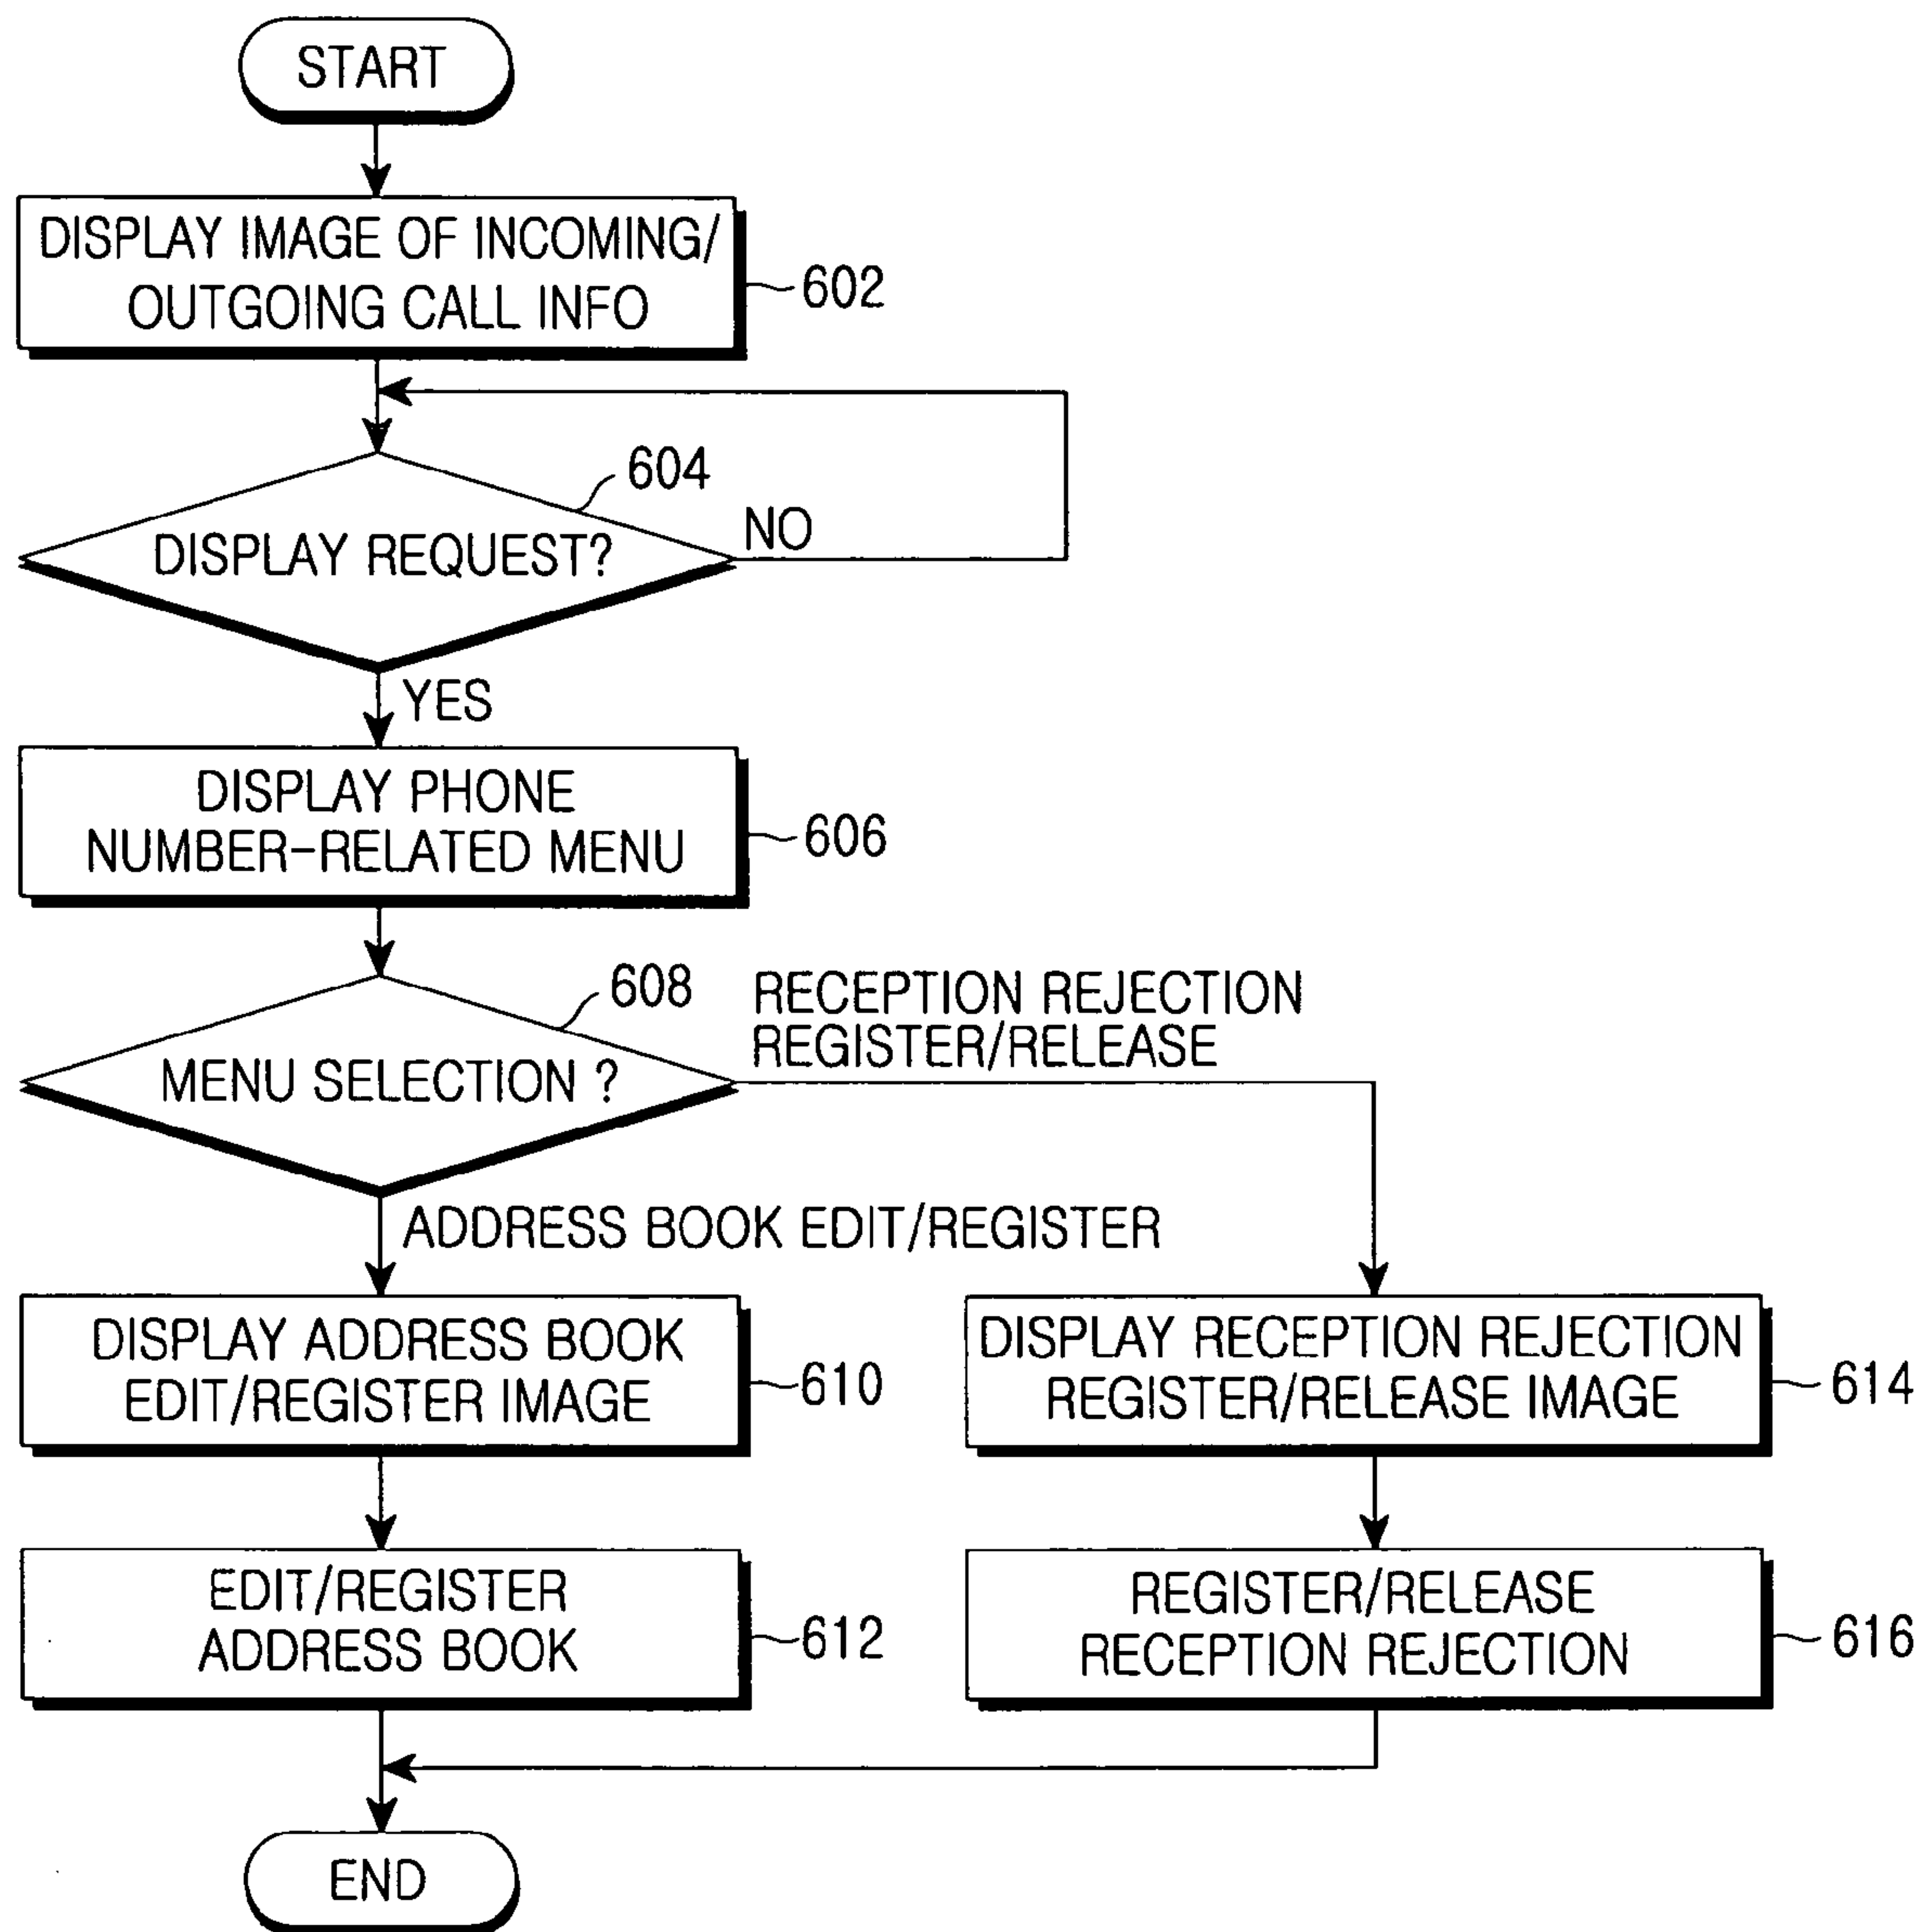 START
DISPLAY IMAGE OF INCOMING/
OUTGOING CALL INFO
602
604
DISPLAY REQUEST?
NO
YES
DISPLAY PHONE
NUMBER-RELATED MENU
606
608
RECEPTION REJECTION
REGISTER/RELEASE
MENU SELECTION ?
ADDRESS BOOK EDIT/REGISTER
DISPLAY ADDRESS BOOK
EDIT/REGISTER IMAGE
610
DISPLAY RECEPTION REJECTION
REGISTER/RELEASE IMAGE
614
EDIT/REGISTER
ADDRESS BOOK
612
REGISTER/RELEASE
RECEPTION REJECTION
616
END